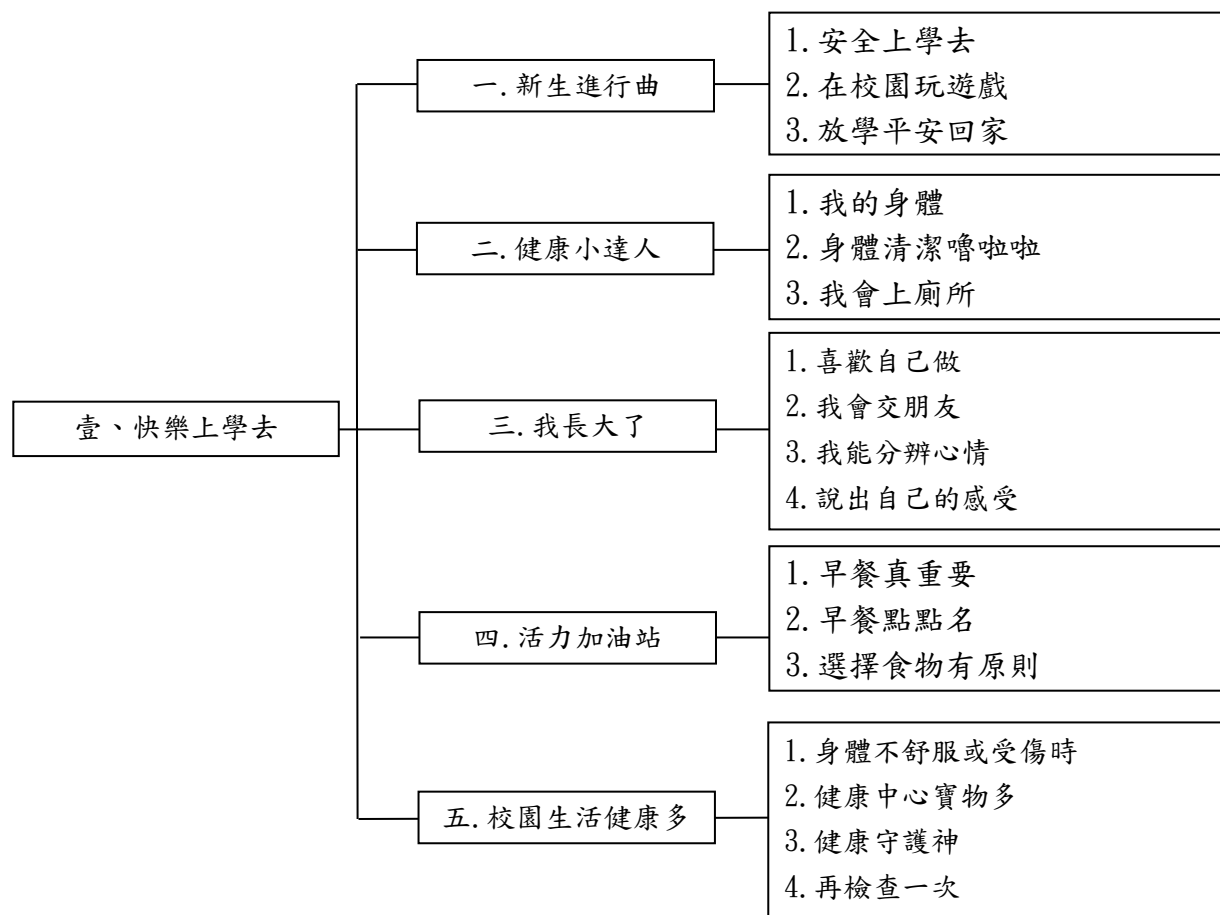 壹、快樂上學去
一.新生進行曲
1.安全上學去
2.在校園玩遊戲
3.放學平安回家
二.健康小達人
1.我的身體
2.身體清潔嚕啦啦
3.我會上廁所
三.我長大了
1.喜歡自己做
2.我會交朋友
3.我能分辨心情
4.說出自己的感受
四.活力加油站
1.早餐真重要
2.早餐點點名
3.選擇食物有原則
五.校園生活健康多
1.身體不舒服或受傷時
2.健康中心寶物多
3.健康守護神
4.再檢查一次